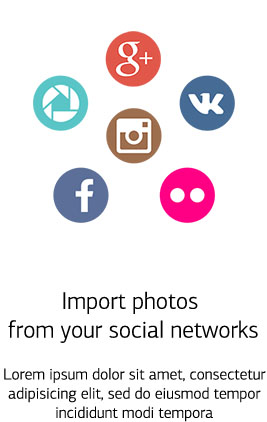 g+
f
Import photos
from your social networks
Lorem ipsum dolor sit amet, consectetur
adipisicing elit, sed do eiusmod tempor
incididunt modi tempora